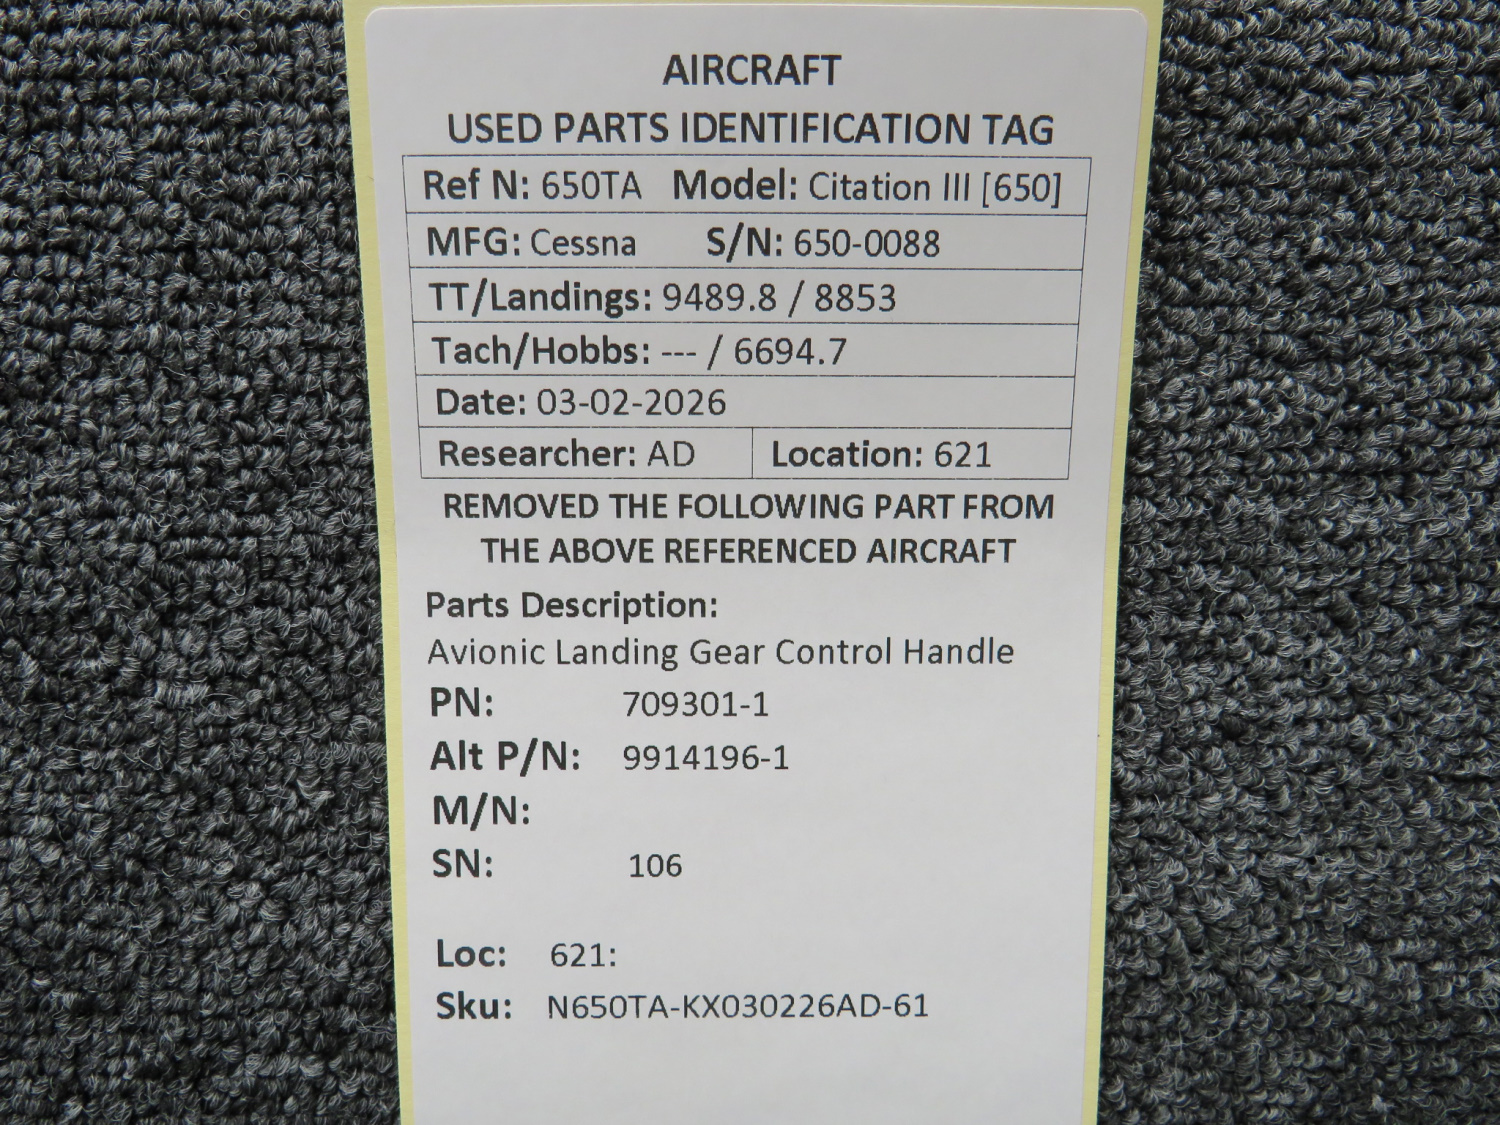 AIRCRAFT
USED PARTS IDENTIFICATION TAG
Ref N: 650TA Model: Citation III [650]
MFG: Cessna S/N: 650-0088
TT/Landings: 9489.8 / 8853
Tach/Hobbs: --- / 6694.7
Date: 03-02-2026
Researcher: AD Location: 621
REMOVED THE FOLLOWING PART FROM
THE ABOVE REFERENCED AIRCRAFT
Parts Description:
Avionic Landing Gear Control Handle
PN: 709301-1
Alt P/N: 9914196-1
M/N:
SN: 106
Loc: 621:
Sku: N650TA-KX030226AD-61